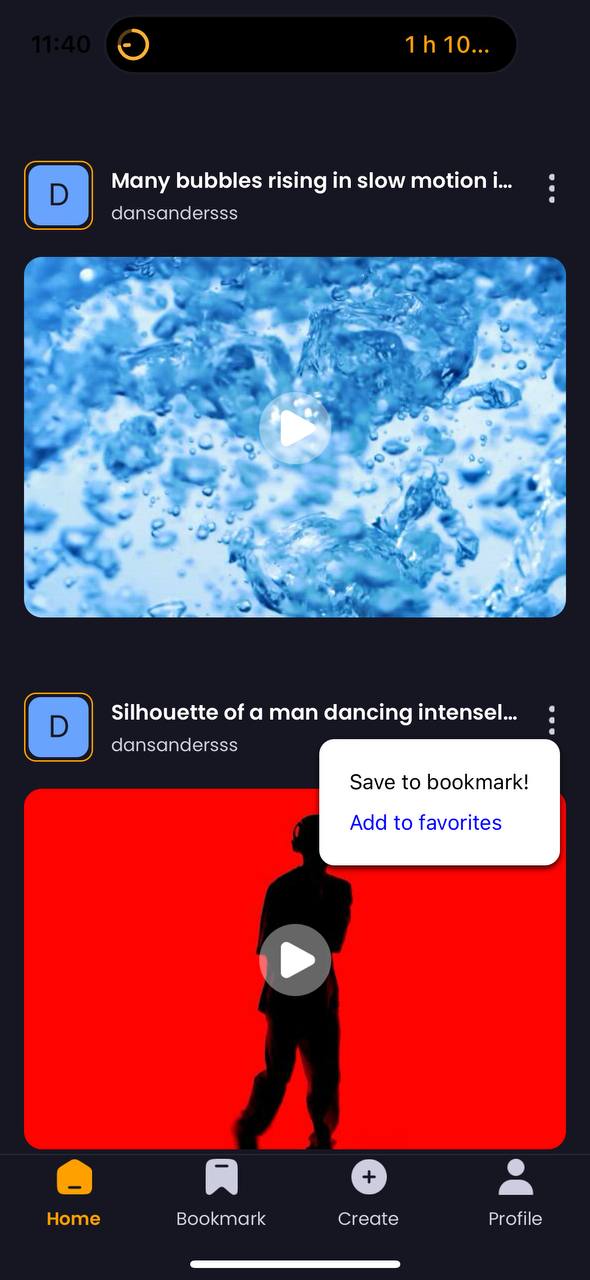 11:40
1 h 10...
D
Many bubbles rising in slow motion i...
dansandersss
D
Silhouette of a man dancing intensel...
dansandersss
Save to bookmark!
Add to favorites
Home
Bookmark
Create
Profile